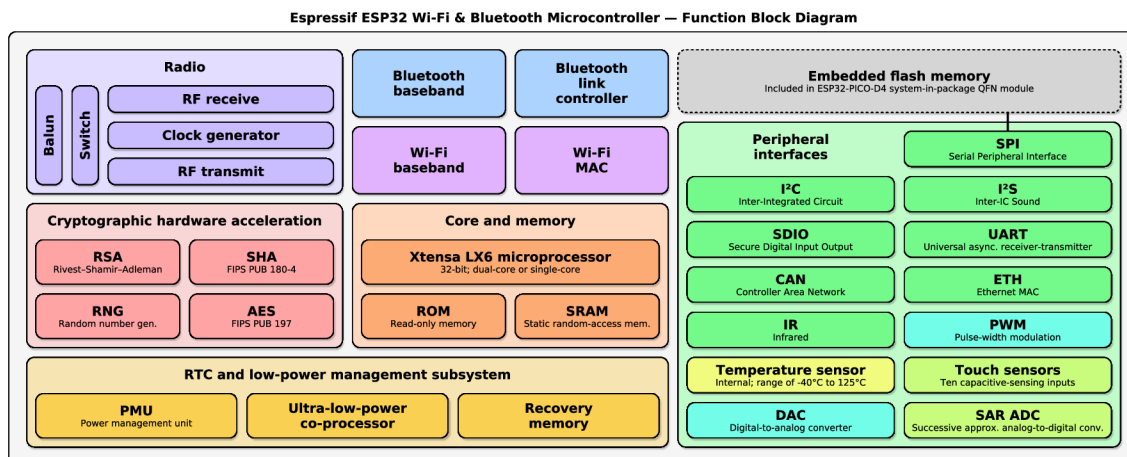 Espressif ESP32 Wi-Fi & Bluetooth Microcontroller — Function Block Diagram
Radio
Balun
Switch
RF receive
Clock generator
RF transmit
Bluetooth
baseband
Bluetooth
link
controller
Wi-Fi
baseband
Wi-Fi
MAC
Embedded flash memory
Included in ESP32-PICO-D4 system-in-package QFN module
Cryptographic hardware acceleration
RSA
Rivest–Shamir–Adleman
SHA
FIPS PUB 180-4
RNG
Random number gen.
AES
FIPS PUB 197
Core and memory
Xtensa LX6 microprocessor
32-bit; dual-core or single-core
ROM
Read-only memory
SRAM
Static random-access mem.
RTC and low-power management subsystem
PMU
Power management unit
Ultra-low-power
co-processor
Recovery
memory
Peripheral
interfaces
SPI
Serial Peripheral Interface
I²C
Inter-Integrated Circuit
I²S
Inter-IC Sound
SDIO
Secure Digital Input Output
UART
Universal async. receiver-transmitter
CAN
Controller Area Network
ETH
Ethernet MAC
IR
Infrared
PWM
Pulse-width modulation
Temperature sensor
Internal; range of -40°C to 125°C
Touch sensors
Ten capacitive-sensing inputs
DAC
Digital-to-analog converter
SAR ADC
Successive approx. analog-to-digital conv.